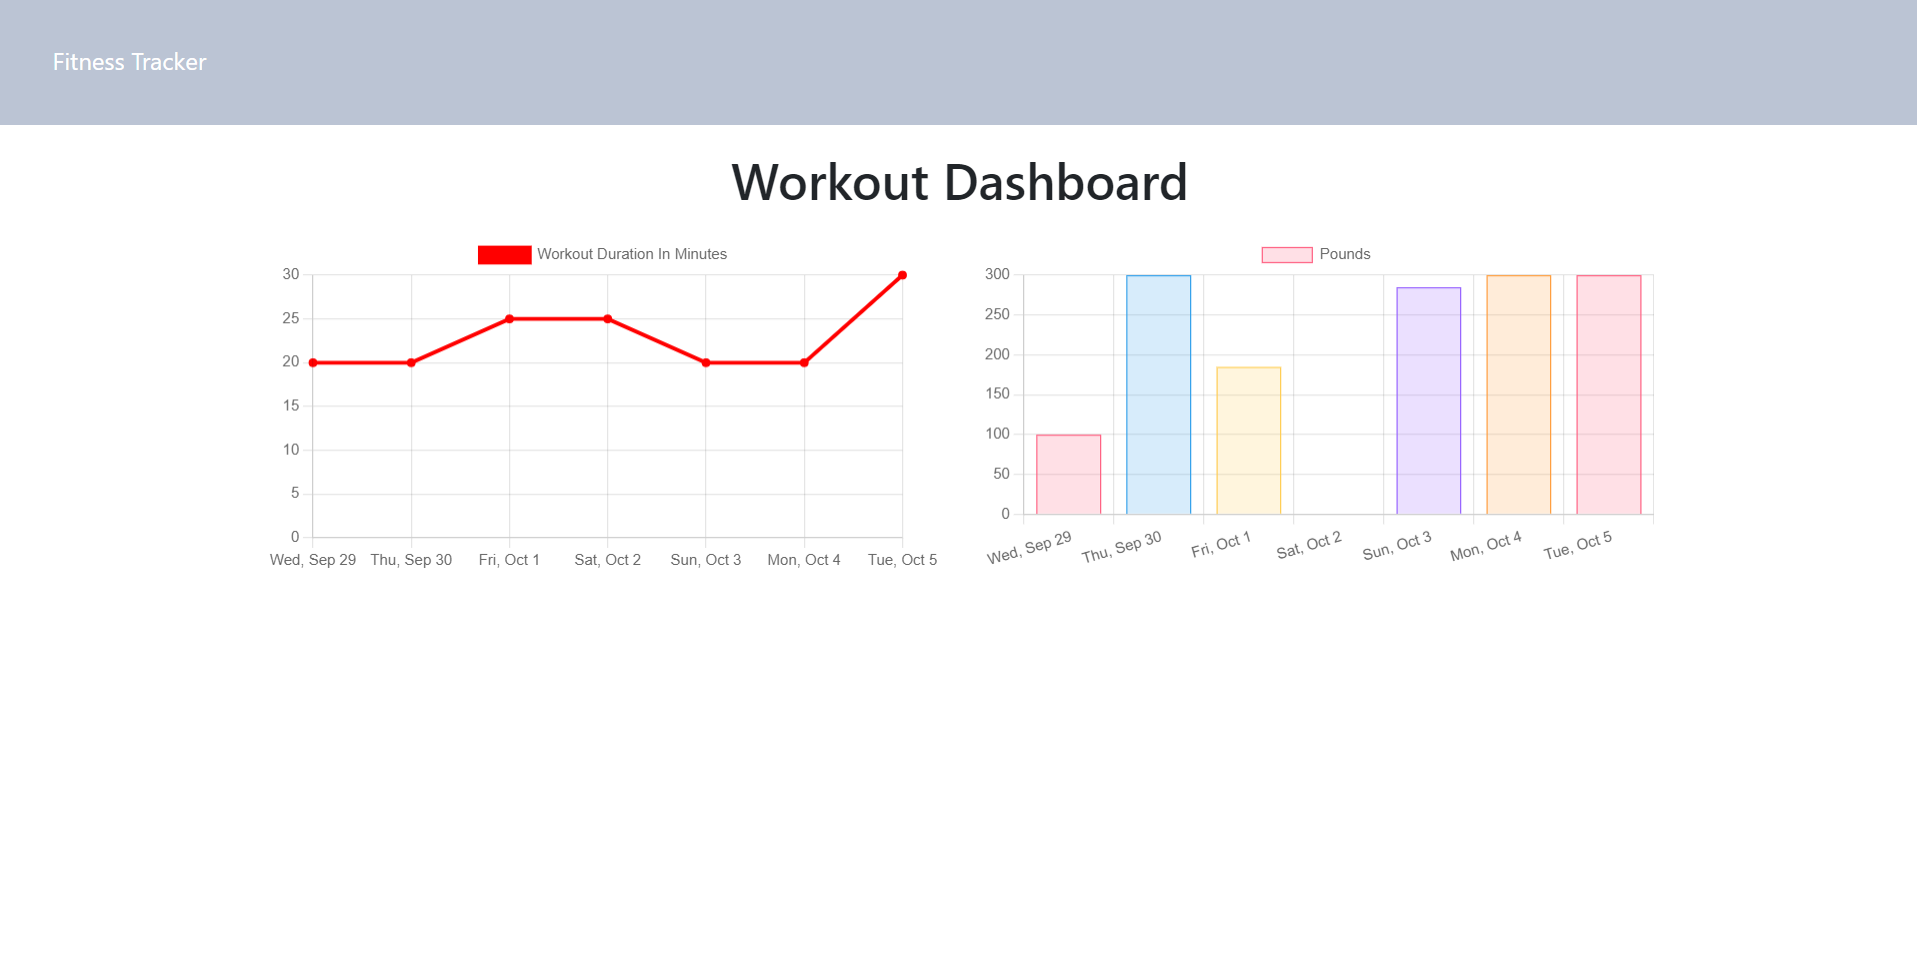 Fitness Tracker
Workout Dashboard
Workout Duration In Minutes
30
25
20
15
10
5
0
Wed, Sep 29 Thu, Sep 30 Fri, Oct 1 Sat, Oct 2 Sun, Oct 3 Mon, Oct 4 Tue, Oct 5
Pounds
300
250
200
150
100
50
0
Wed, Sep 29 Thu, Sep 30 Fri, Oct 1 Sat, Oct 2 Sun, Oct 3 Mon, Oct 4 Tue, Oct 5